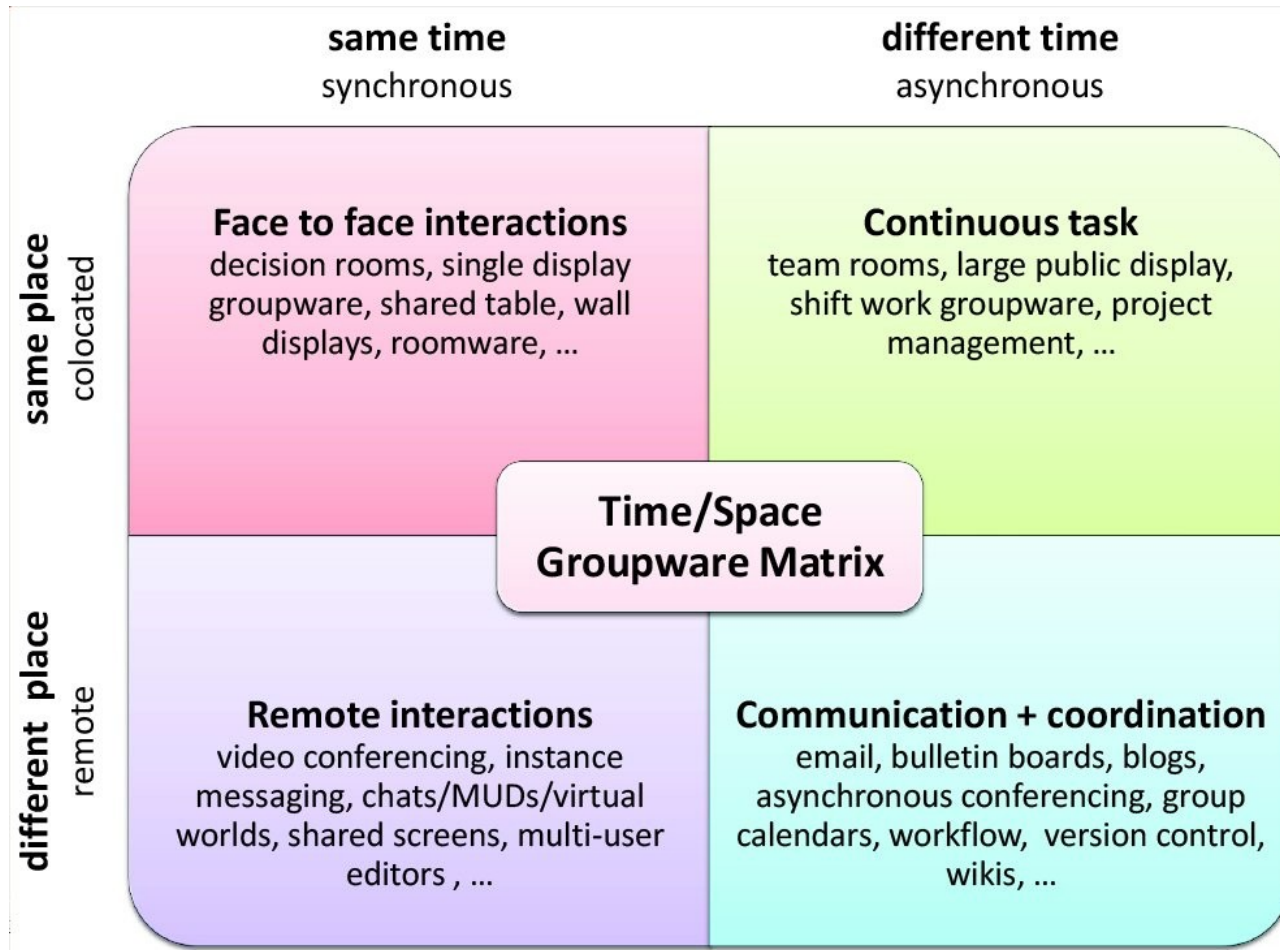 same time
synchronous
different time
asynchronous
same place
colocated
Face to face interactions
decision rooms, single display
groupware, shared table, wall
displays, roomware, ...
Continuous task
team rooms, large public display,
shift work groupware, project
management, ...
Time/Space
Groupware Matrix
different place
remote
Remote interactions
video conferencing, instance
messaging, chats/MUDs/virtual
worlds, shared screens, multi-user
editors , ...
Communication + coordination
email, bulletin boards, blogs,
asynchronous conferencing, group
calendars, workflow, version control,
wikis, ...